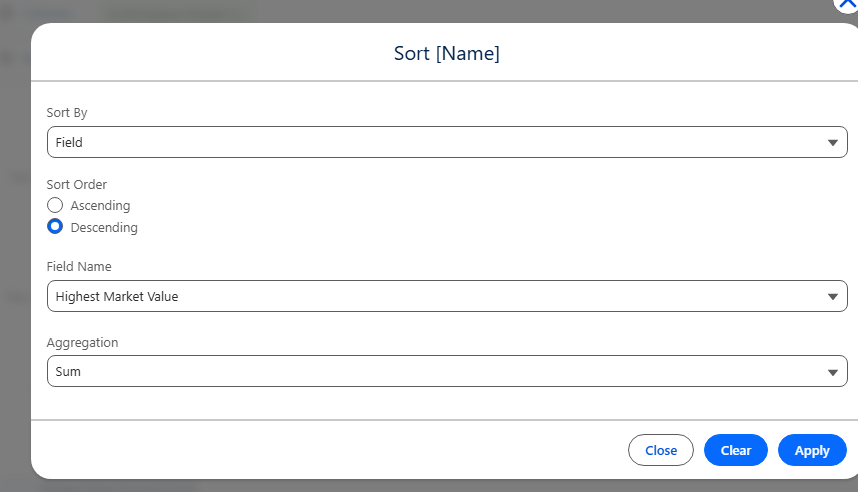 Sort [Name]
Sort By
Field
Sort Order
Ascending
Descending
Field Name
Highest Market Value
Aggregation
Sum
Close
Clear
Apply